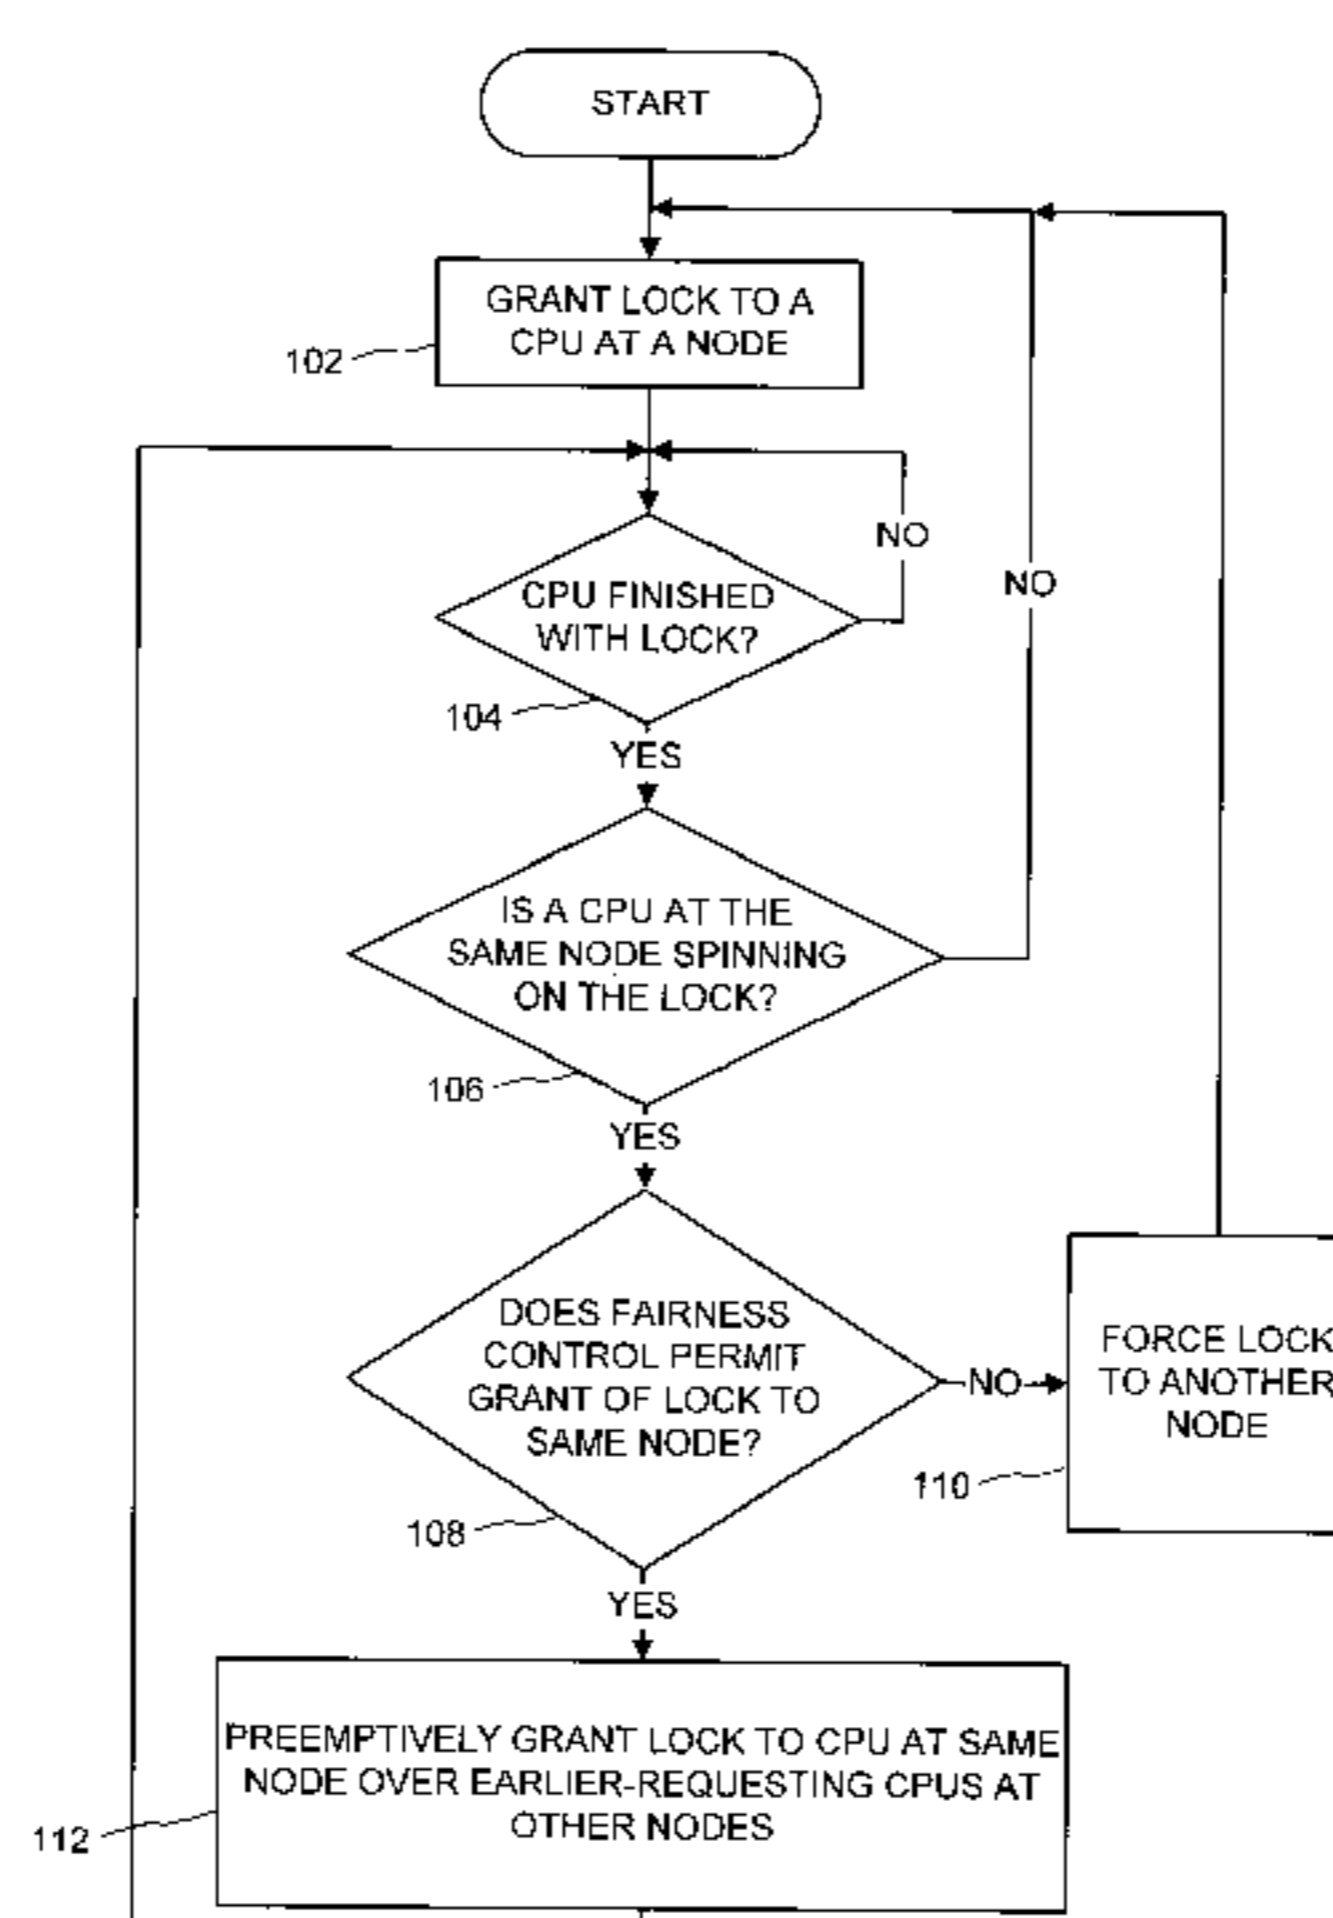 START
GRANT LOCK TO A
CPU AT A NODE
102
NO
CPU FINISHED
WITH LOCK?
NO
104
YES
IS A CPU AT THE
SAME NODE SPINNING
ON THE LOCK?
106
YES
DOES FAIRNESS
CONTROL PERMIT
GRANT OF LOCK TO
SAME NODE?
NO
FORCE LOCK
TO ANOTHER
NODE
110
108
YES
PREEMPTIVELY GRANT LOCK TO CPU AT SAME
NODE OVER EARLIER-REQUESTING CPUS AT
OTHER NODES
112